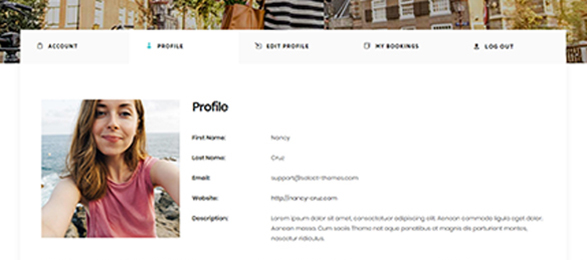 ACCOUNT
PROFILE
EDIT PROFILE
MY BOOKINGS
LOG OUT
Profile
First Name: Nancy
Last Name: Cruz
Email: support@select-themes.com
Website: http://nancy-cruz.com
Description: Lorem ipsum dolor sit amet, consectetuer adipiscing elit. Aenean commodo ligula eget dolor.
Aenean massa. Cum sociis Theme nat aque penatibus et magnis dis parturient montes,
nascetur ridiculus.